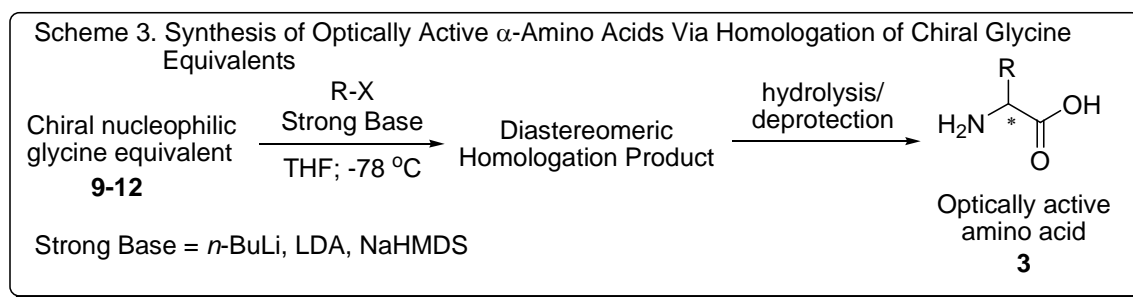 Scheme 3. Synthesis of Optically Active α-Amino Acids Via Homologation of Chiral Glycine
Equivalents
Chiral nucleophilic
glycine equivalent
9-12
R-X
Strong Base
THF; -78 °C
Diastereomeric
Homologation Product
hydrolysis/
deprotection
R
H2N
*
OH
O
Optically active
amino acid
3
Strong Base = n-BuLi, LDA, NaHMDS